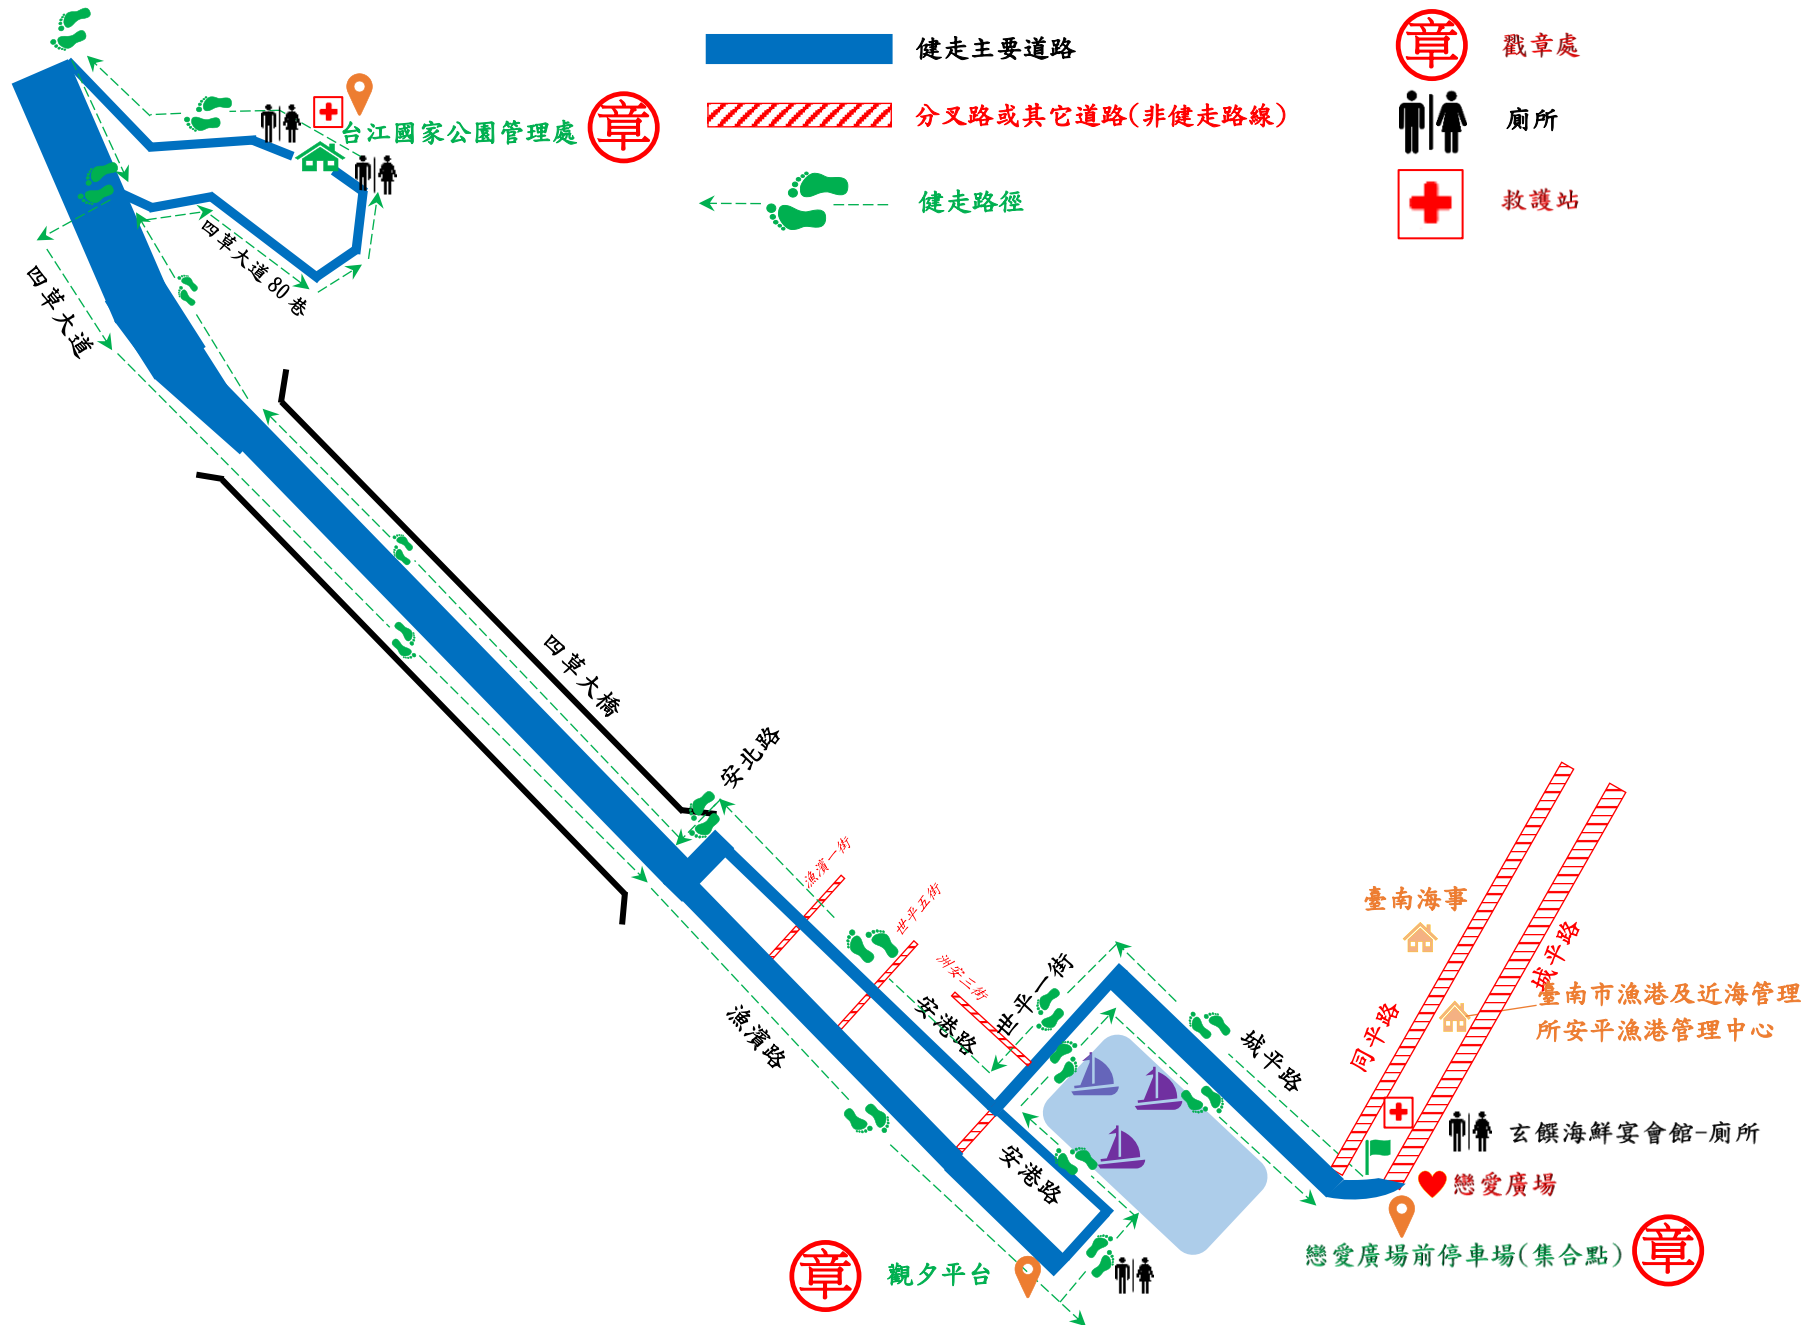 健走主要道路
分叉路或其它道路(非健走路線)
健走路徑
章
戳章處
廁所
救護站
台江國家公園管理處
章
四草大道80巷
四草大道
四草大橋
安北路
漁濱一街
世平五街
洲安三街
世平一街
安港路
漁濱路
安港路
城平路
臺南海事
城平路
同平路
臺南市漁港及近海管理
所安平漁港管理中心
玄饌海鮮宴會館-廁所
戀愛廣場
戀愛廣場前停車場(集合點)
章
章
觀夕平台